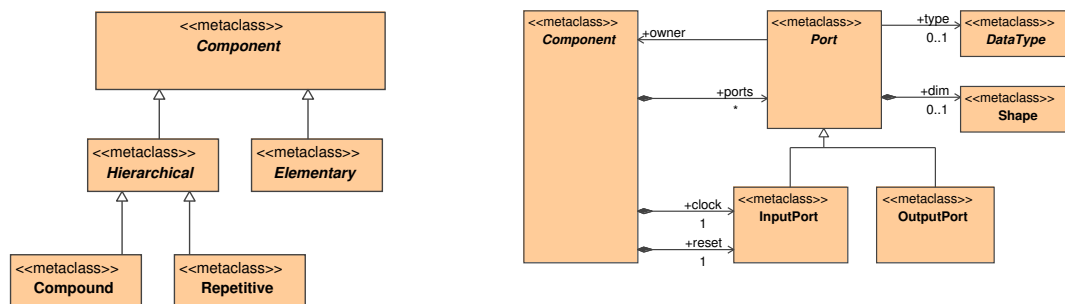 <<metaclass>>
Component
<<metaclass>>
Hierarchical
<<metaclass>>
Elementary
<<metaclass>>
Compound
<<metaclass>>
Repetitive
<<metaclass>>
Component
<<metaclass>>
Port
<<metaclass>>
DataType
<<metaclass>>
Shape
<<metaclass>>
InputPort
<<metaclass>>
OutputPort
+owner
+type
0..1
+ports
*
+dim
0..1
+clock
1
+reset
1